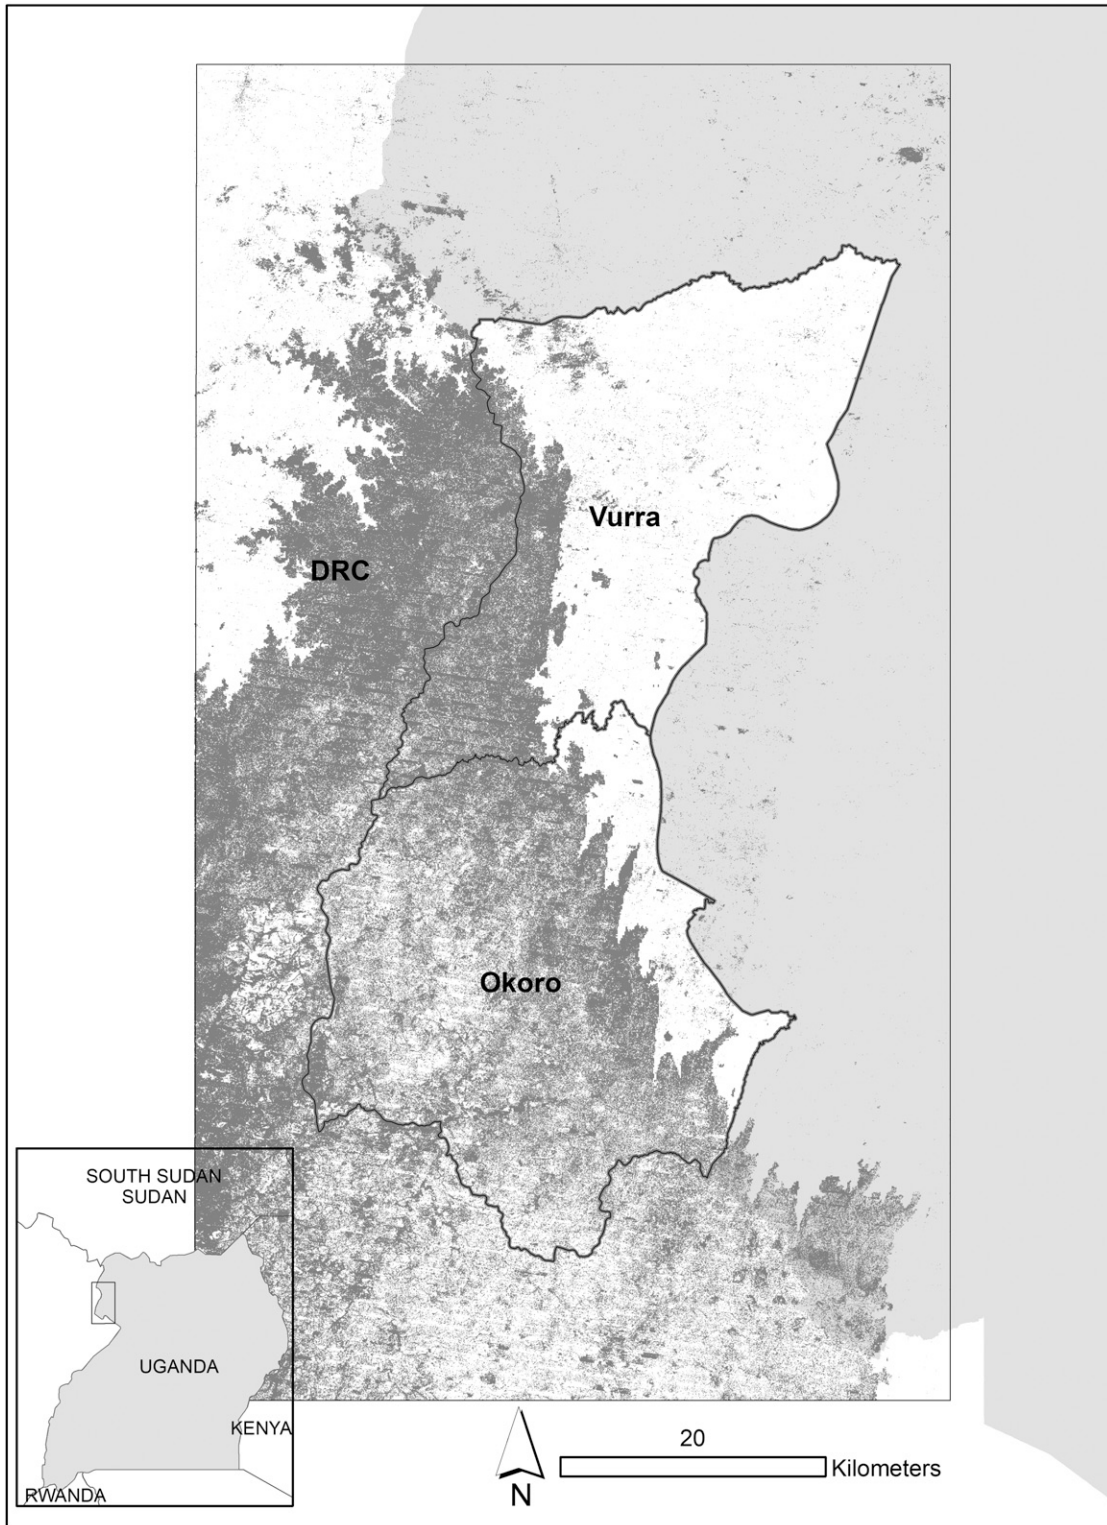 Vurra
DRC
Okoro
SOUTH SUDAN
SUDAN
UGANDA
KENYA
RWANDA
N
20
Kilometers